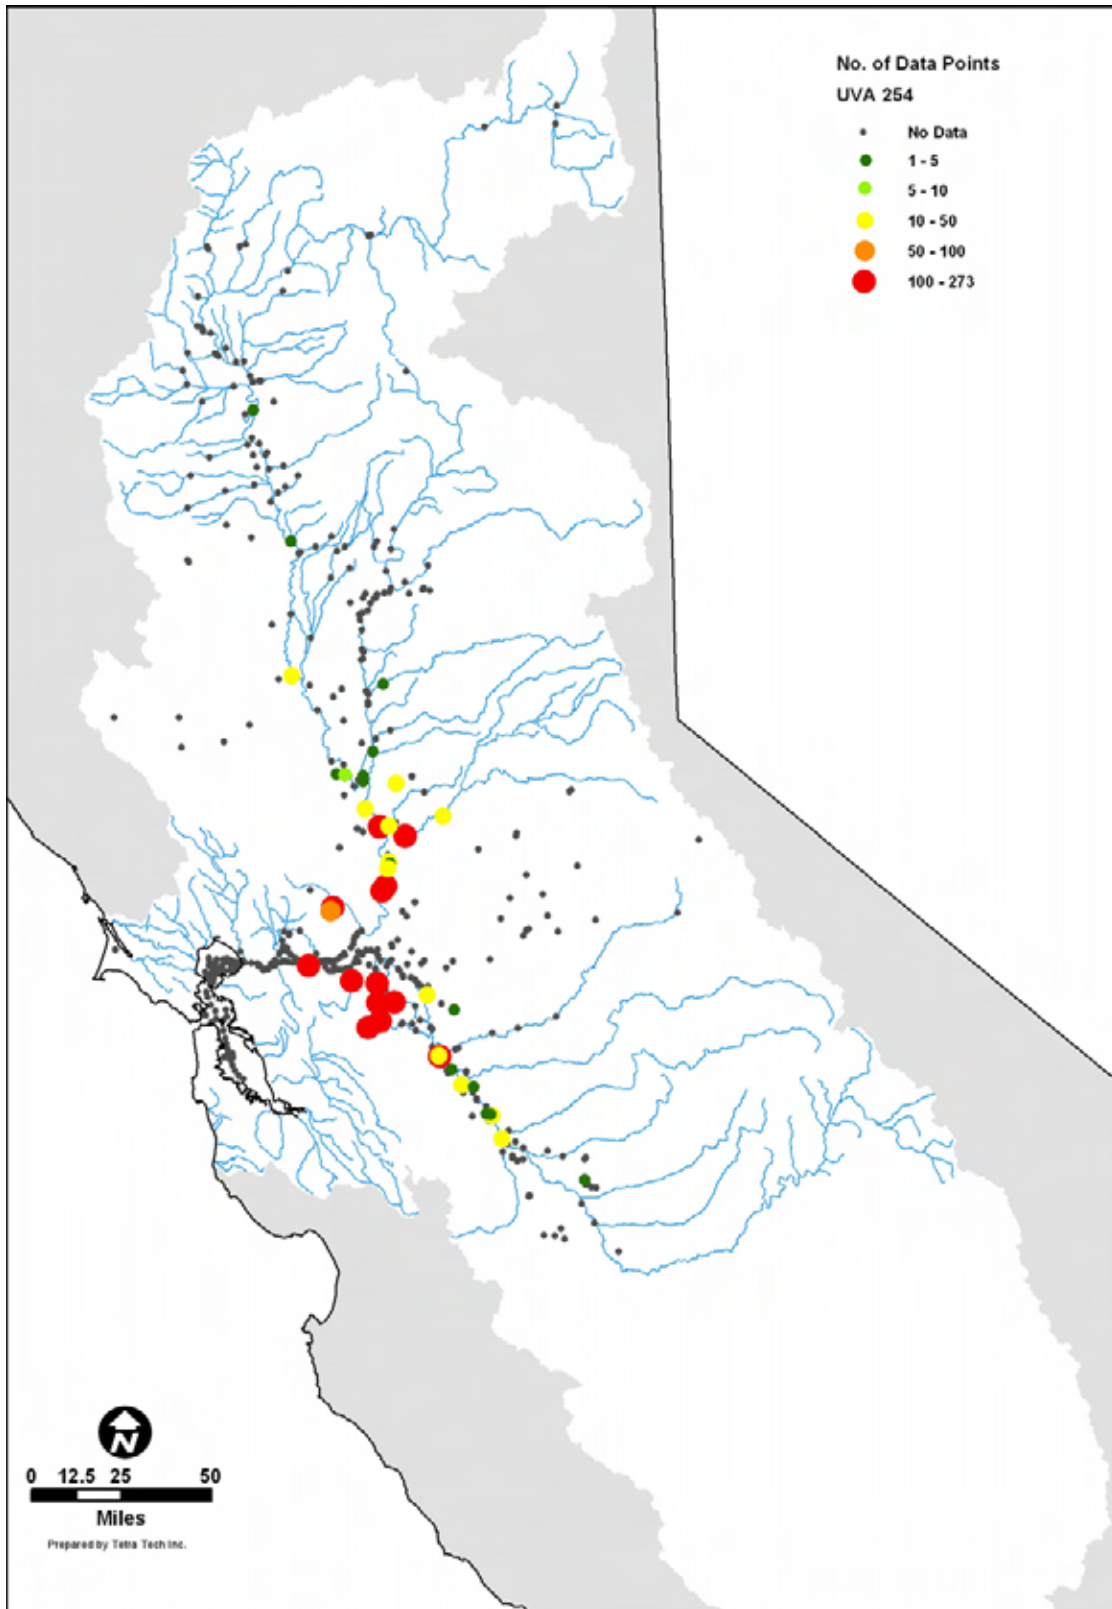 No. of Data Points
UVA 254
No Data
1 - 5
5 - 10
10 - 50
50 - 100
100 - 273
N
0 12.5 25 50
Miles
Prepared by Tetra Tech Inc.